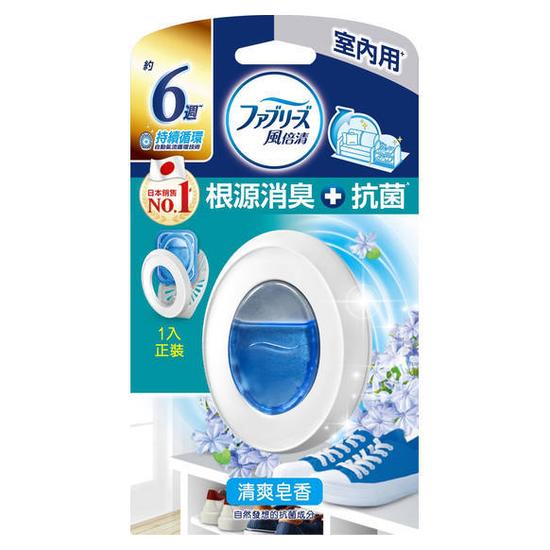 室內用
約6週
持續循環
自動氣流循環技術
ファブリーズ
風倍清
日本銷售
NO.1
根源消臭+抗菌
1入
正裝
清爽皂香
自然發想的抗菌成分